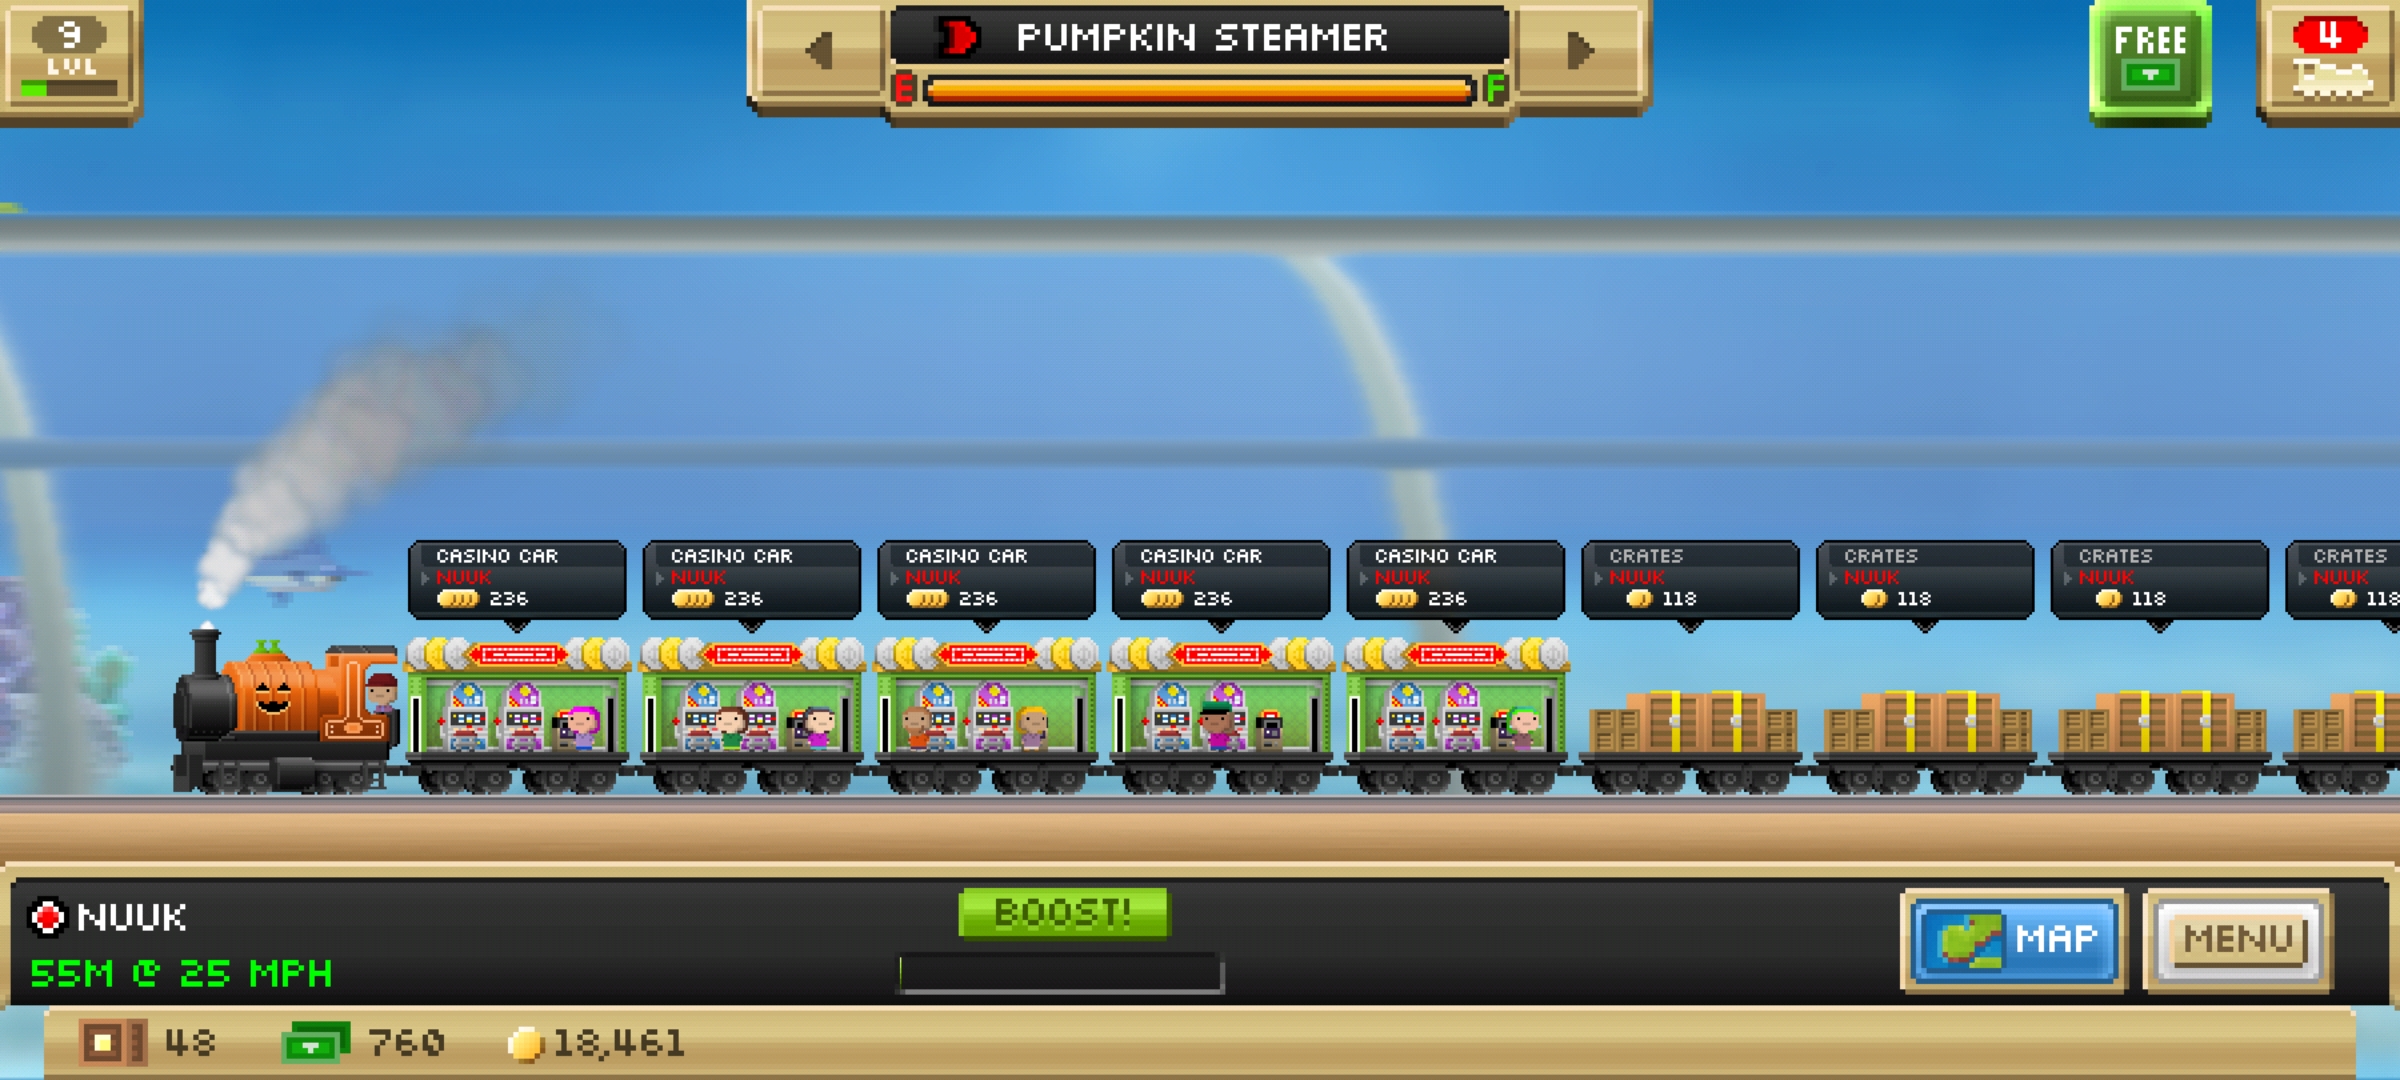 9
LVL
PUMPKIN STEAMER
E F
FREE
4
CASINO CAR
NUUK
236
CASINO CAR
NUUK
236
CASINO CAR
NUUK
236
CASINO CAR
NUUK
236
CASINO CAR
NUUK
236
CRATES
NUUK
118
CRATES
NUUK
118
CRATES
NUUK
118
CRATES
NUUK
118
NUUK
55M @ 25 MPH
BOOST!
MAP
MENU
48
760
18,461